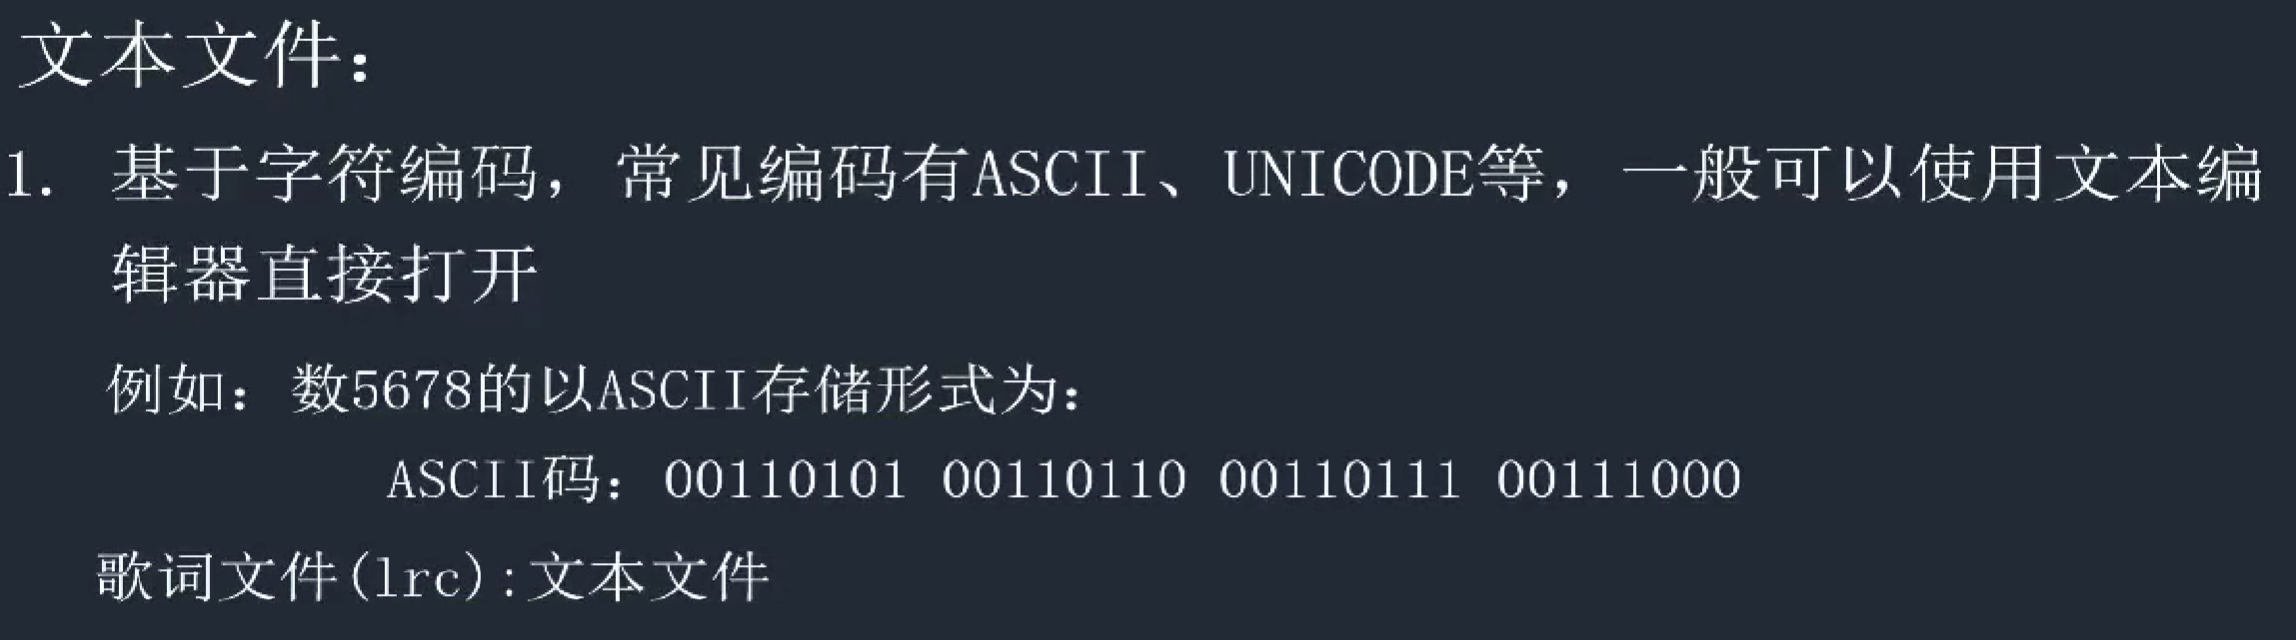 文本文件：
1. 基于字符编码，常见编码有ASCII、UNICODE等，一般可以使用文本编
辑器直接打开
例如：数5678的以ASCII存储形式为：
ASCII码：00110101 00110110 00110111 00111000
歌词文件(lrc):文本文件